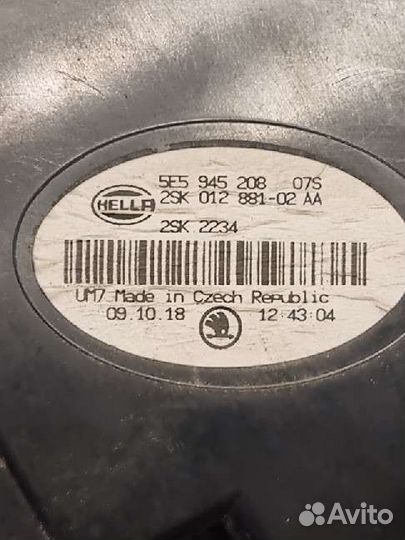 HELLA
5E5 945 208 07S
2SK 012 881-02 AA
2SK 2234
UM7 Made in Czech Republic
09.10.18 12:43:04
Avito